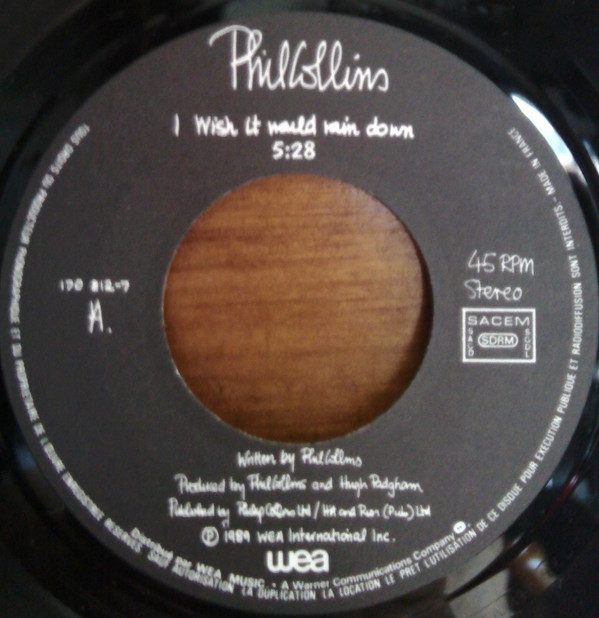 Phil Collins
I Wish it would rain down
5:28
A.
45 RPM
Stereo
SACEM
SACD SDRM SGDL
Written by Phil Collins
Produced by Phil Collins and Hugh Padgham
Published by Philip Collins Ltd / Hit and Run (Pub) Ltd
℗ 1989 WEA International Inc.
wea
Distribué par WEA MUSIC - A Warner Communications Company
TOUS DROITS DU PRODUCTEUR PHONOGRAPHIQUE ET DU PROPRIETAIRE DE L'OEUVRE ENREGISTREE RESERVES. SAUF AUTORISATION LA DUPLICATION LA LOCATION LE PRET L'UTILISATION DE CE DISQUE POUR EXECUTION PUBLIQUE ET RADIODIFFUSION SONT INTERDITS - MADE IN FRANCE